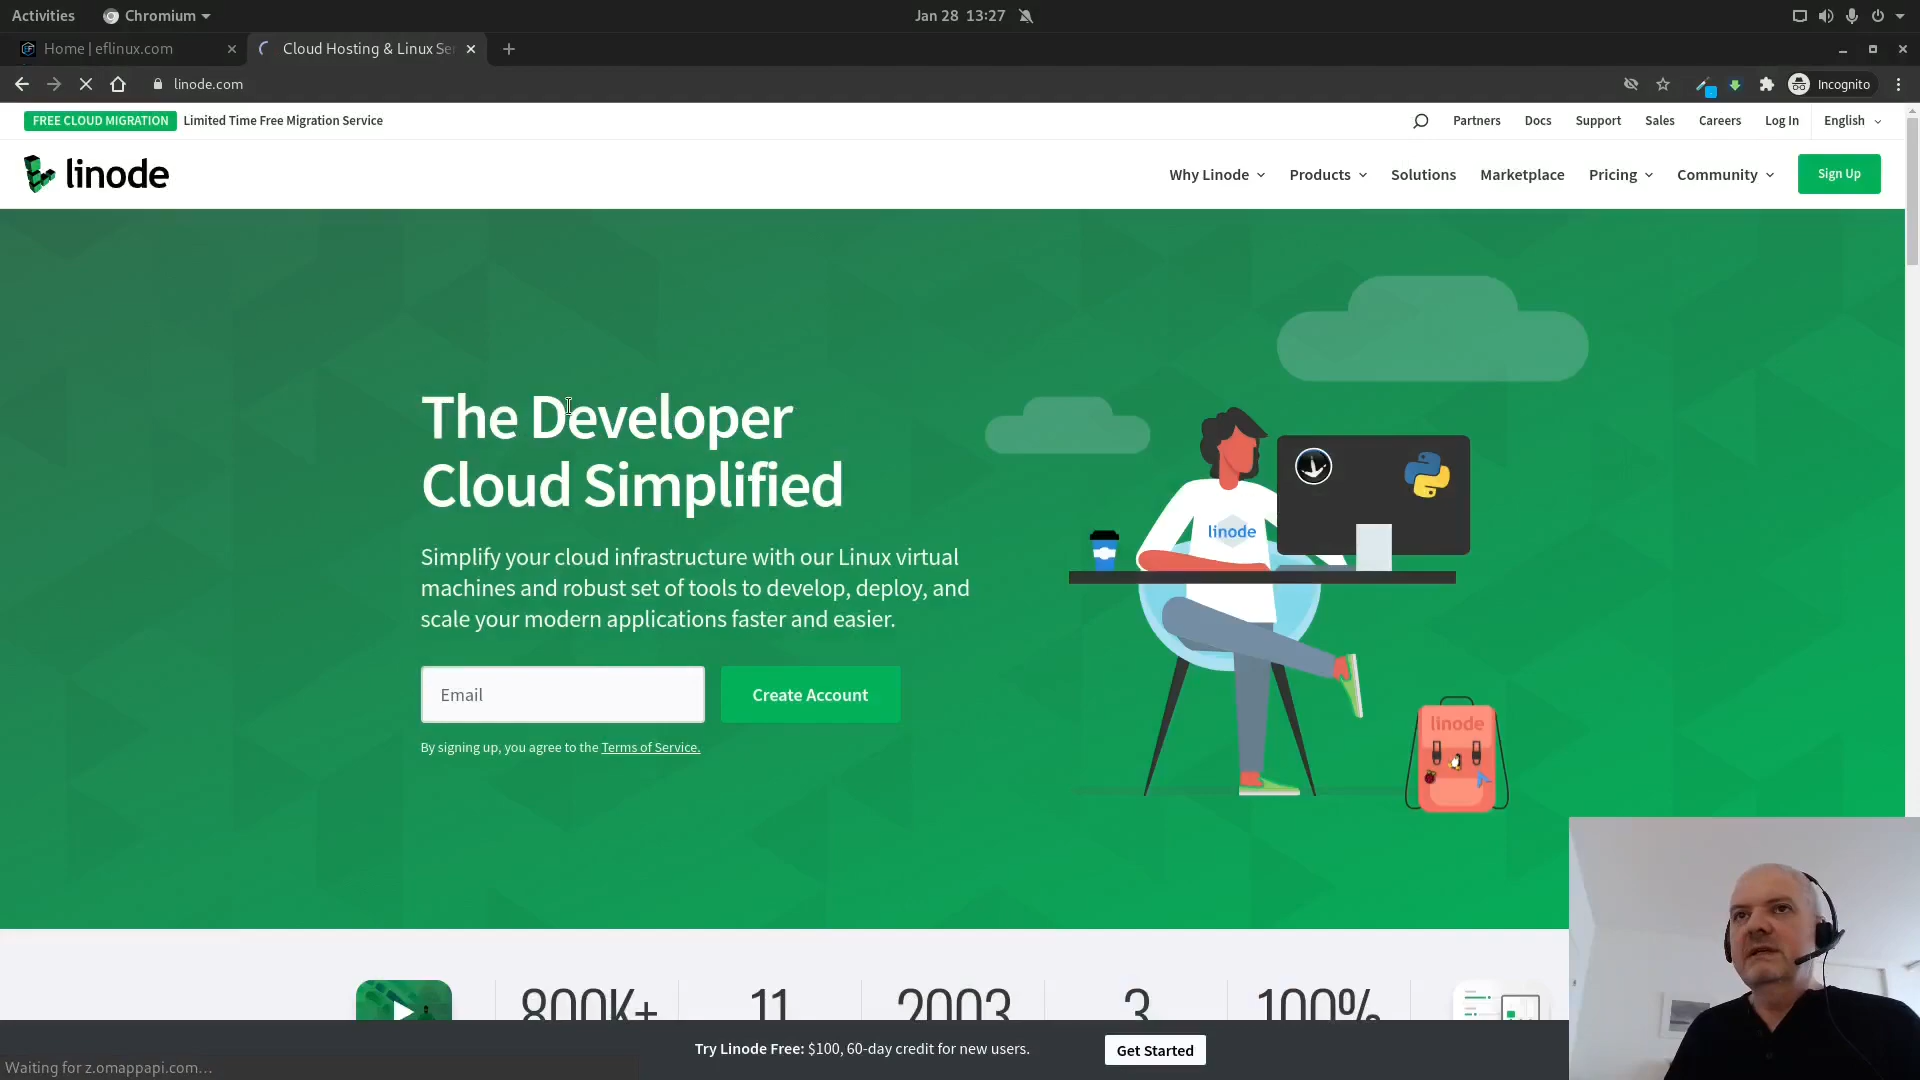 Activities
Chromium
Jan 28 13:27
Home | eflinux.com
Cloud Hosting & Linux Ser
linode.com
Incognito
FREE CLOUD MIGRATION
Limited Time Free Migration Service
Partners
Docs
Support
Sales
Careers
Log In
English
linode
Why Linode
Products
Solutions
Marketplace
Pricing
Community
Sign Up
The Developer
Cloud Simplified
Simplify your cloud infrastructure with our Linux virtual
machines and robust set of tools to develop, deploy, and
scale your modern applications faster and easier.
Email
Create Account
By signing up, you agree to the Terms of Service.
linode
linode
800K+
11
2003
3
100%
Try Linode Free: $100, 60-day credit for new users.
Get Started
Waiting for z.omappapi.com...